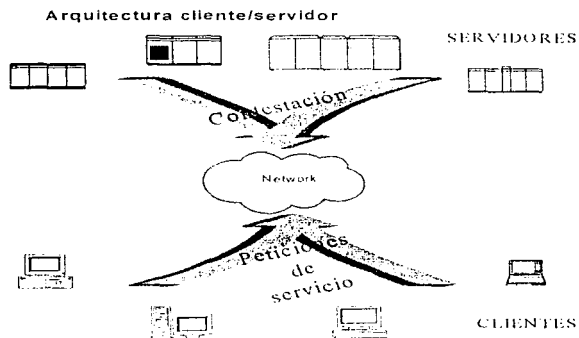 Arquitectura cliente/servidor
SERVIDORES
Contestación
Network
Peticiones
de
servicio
CLIENTES